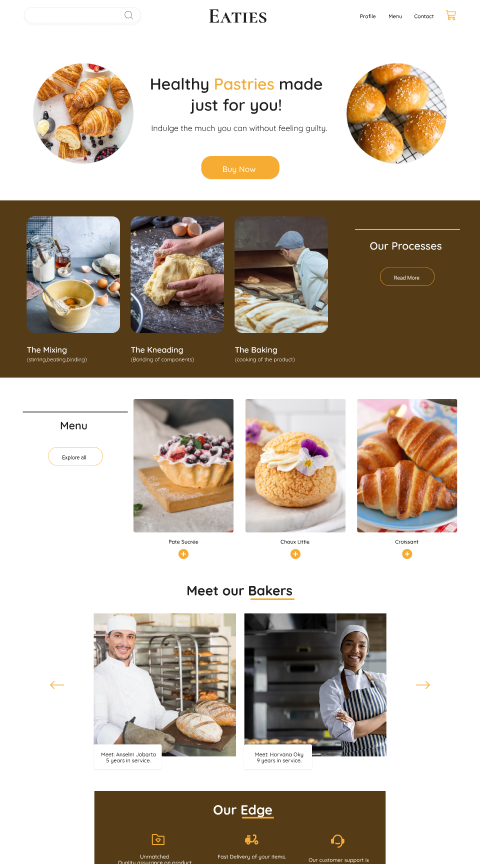 EATIES
Profile Menu Contact
Healthy Pastries made
just for you!
Indulge the much you can without feeling guilty.
Buy Now
Our Processes
Read More
The Mixing
(stirring,beating,binding)
The Kneading
(Blending of components)
The Baking
(cooking of the product)
Menu
Explore all
Pate Sucrée
Choux Lithe
Croissant
Meet our Bakers
Meet: Anselm Jabarto
5 years in service.
Meet: Horvana Oky
9 years in service.
Our Edge
Unmatched
Quality assurance on product
Fast Delivery of your items.
Our customer support is